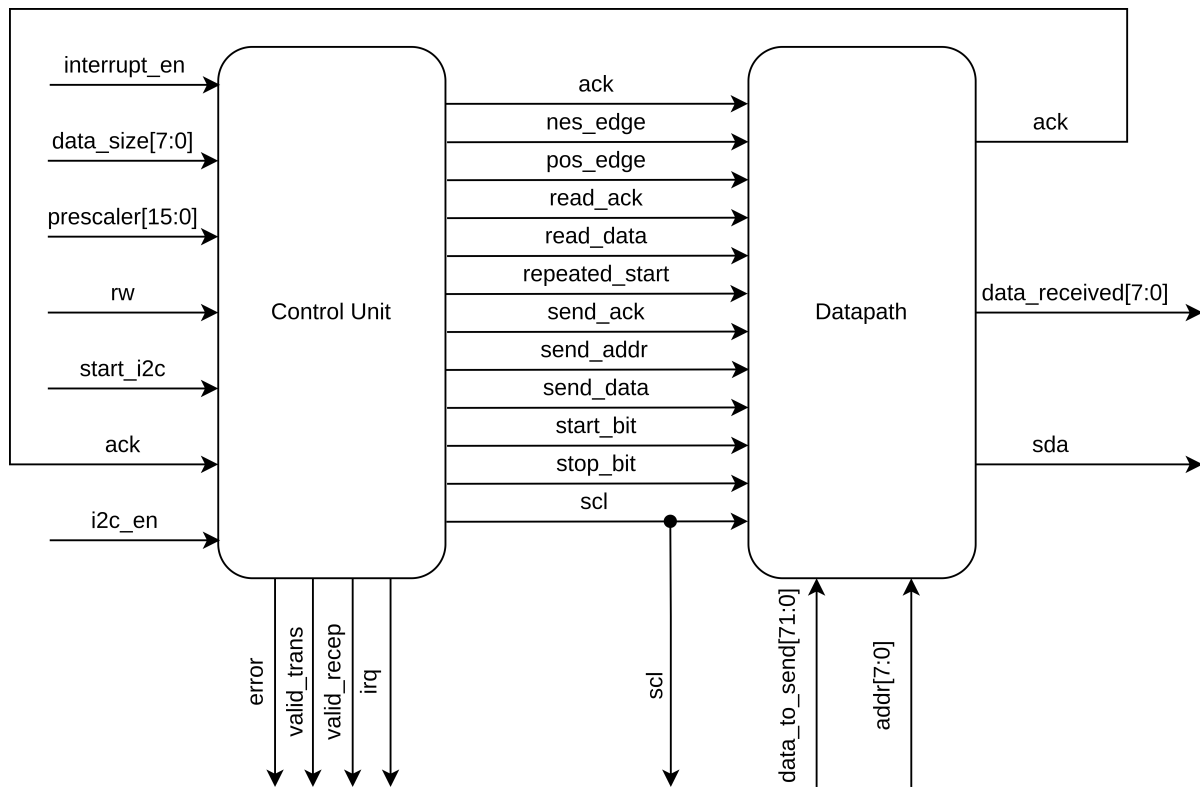 interrupt_en
data_size[7:0]
prescaler[15:0]
rw
start_i2c
ack
i2c_en
Control Unit
ack
nes_edge
pos_edge
read_ack
read_data
repeated_start
send_ack
send_addr
send_data
start_bit
stop_bit
scl
Datapath
ack
data_received[7:0]
sda
error
valid_trans
valid_recep
irq
scl
data_to_send[71:0]
addr[7:0]